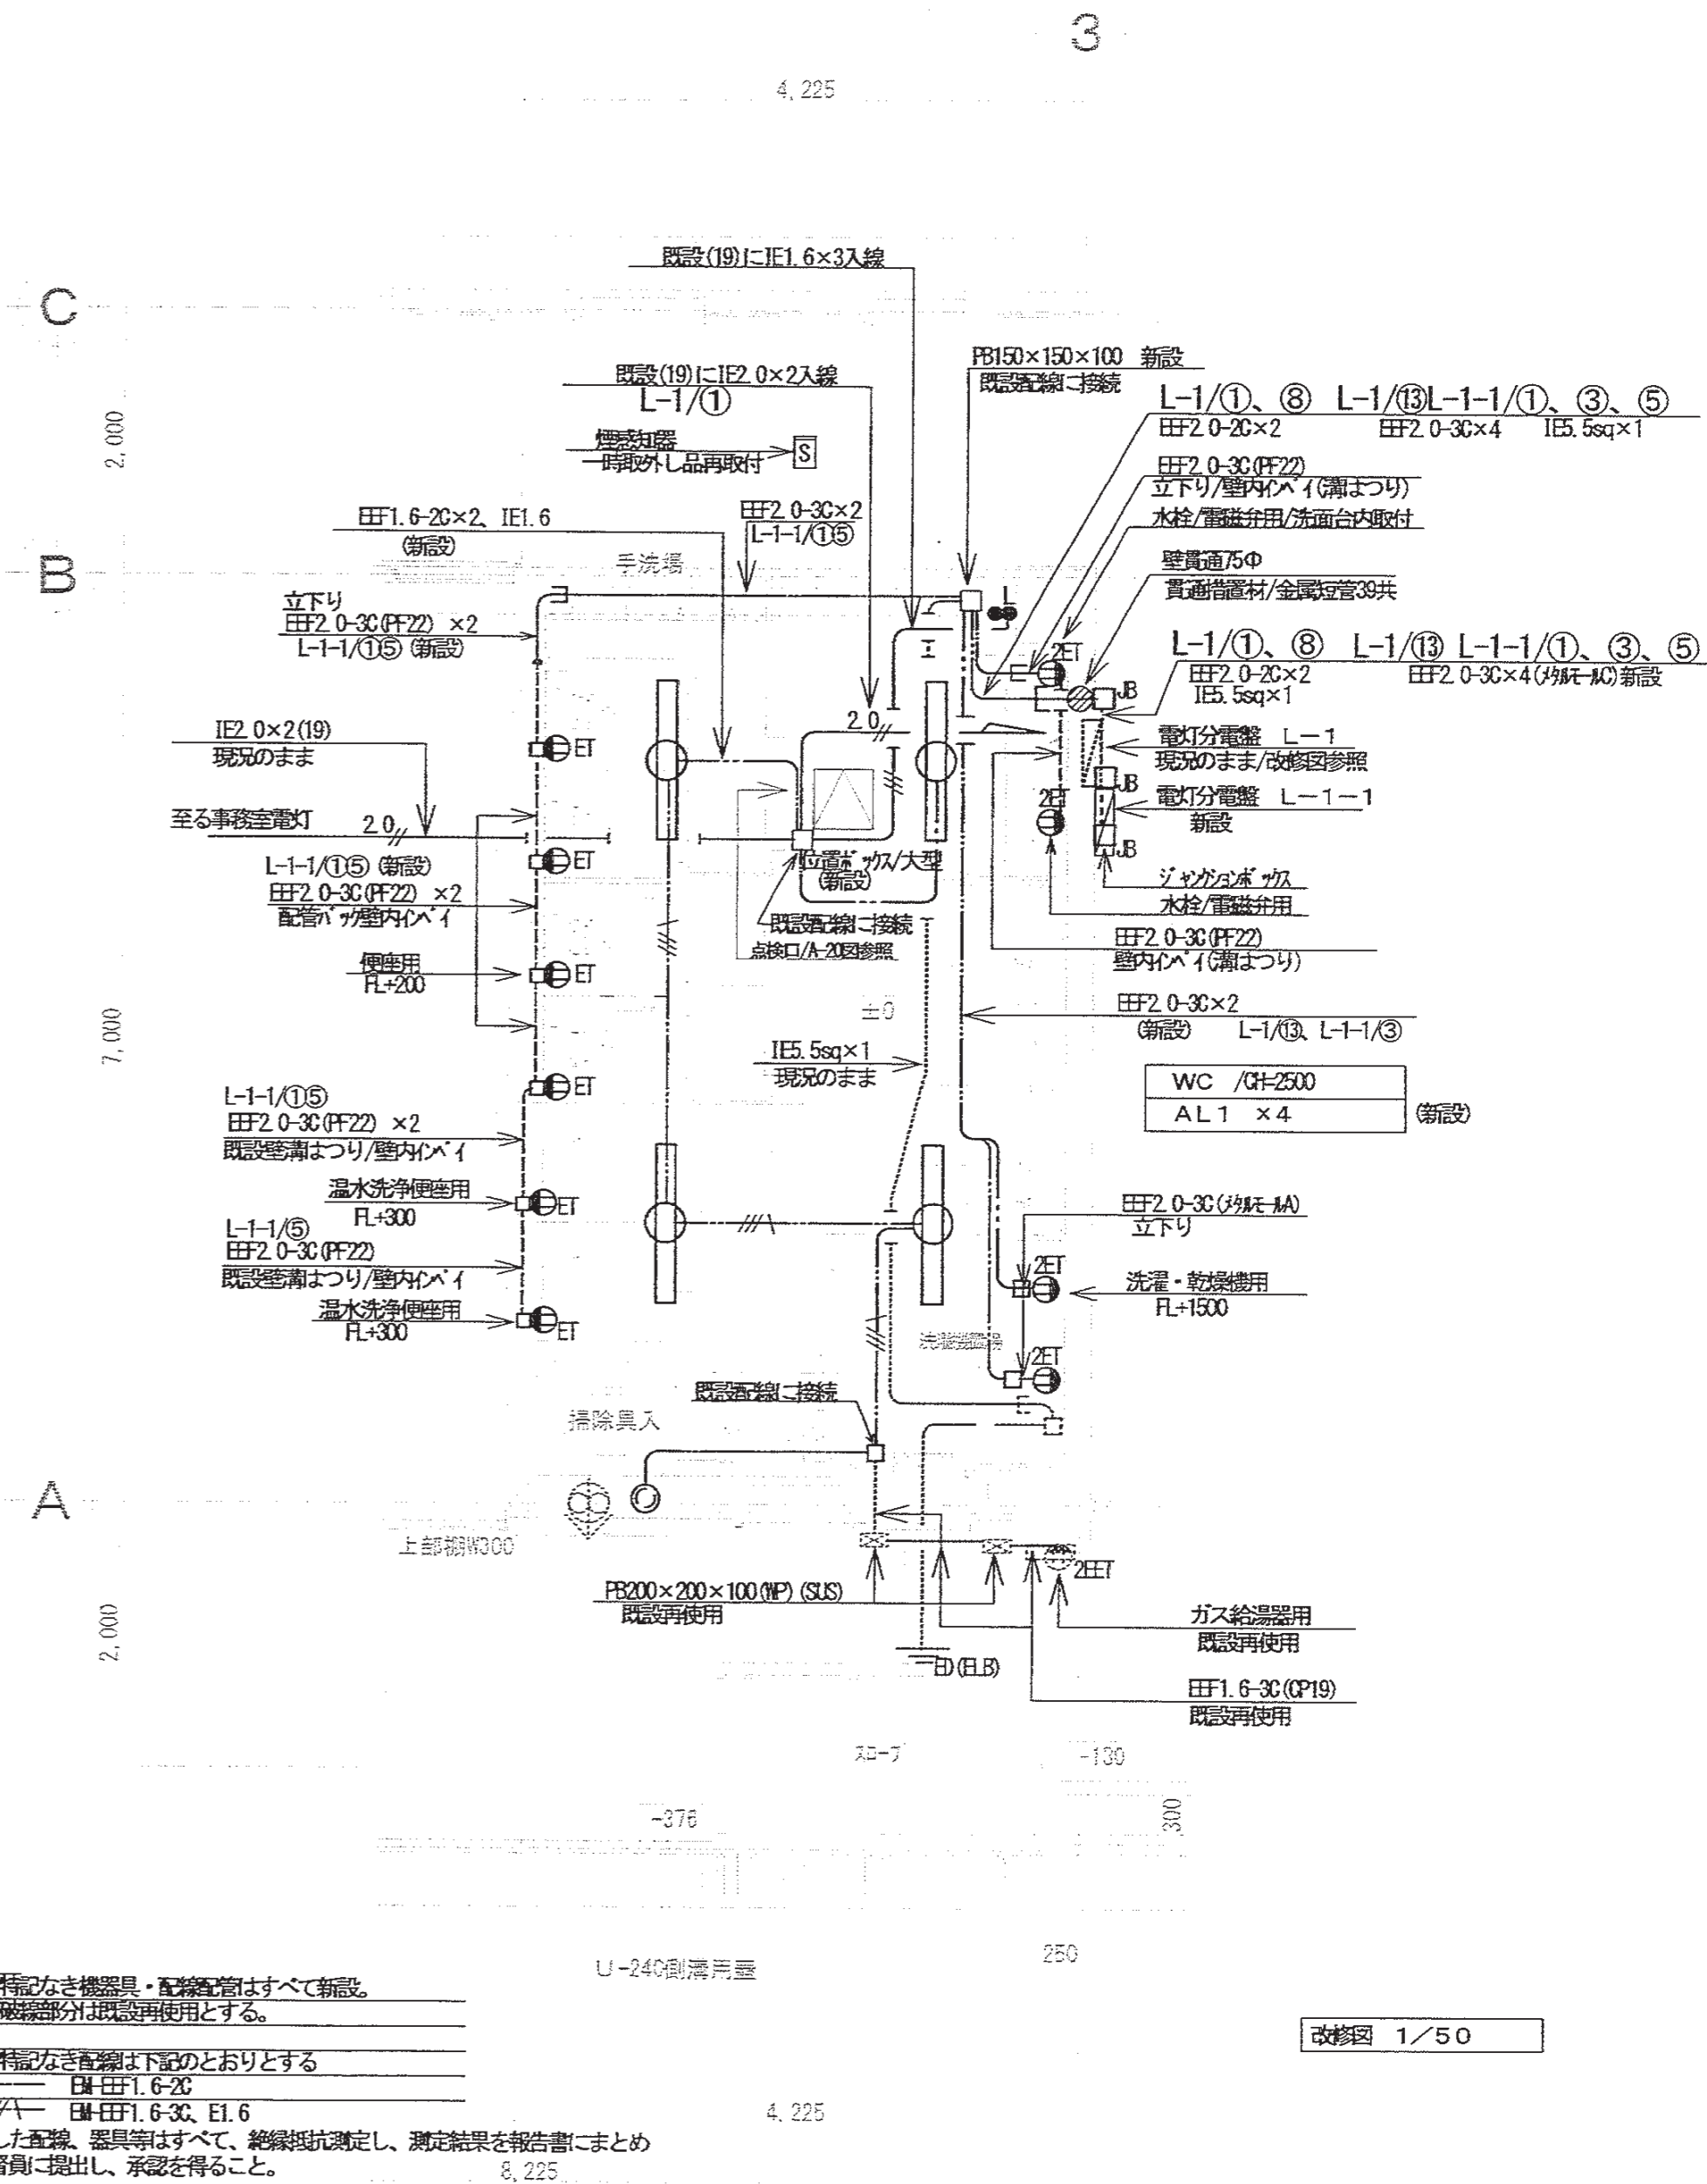 3
4,225
既設(19)にIE1.6×3入線
C
PB150×150×100 新設
既設配線に接続
既設(19)にIE2.0×2入線
L-1/①
L-1/①、⑧ L-1/⑬L-1-1/①、③、⑤
EEF2.0-2C×2 EEF2.0-3C×4 IE5.5sq×1
2,000
煙感知器
一時取外し品再取付
S
EEF2.0-3C(PF22)
立下り/壁内インペイ(溝はつり)
EEF1.6-2C×2、IE1.6
(新設)
EEF2.0-3C×2
L-1-1/①⑤
水栓/電磁弁用/洗面台内取付
B
手洗場
壁貫通75Φ
貫通措置材/金属短管39共
立下り
EEF2.0-3C(PF22) ×2
L-1-1/①⑤ (新設)
L
L-1/①、⑧ L-1/⑬ L-1-1/①、③、⑤
EEF2.0-2C×2 EEF2.0-3C×4(メタルモールC)新設
IE5.5sq×1
2ET
JB
2.0
IE2.0×2(19)
現況のまま
ET
電灯分電盤 L-1
現況のまま/改修図参照
JB
至る事務室電灯
2.0
2ET
電灯分電盤 L-1-1
新設
JB
L-1-1/①⑤ (新設)
EEF2.0-3C(PF22) ×2
配管パック壁内インペイ
ET
位置ボックス/大型
(新設)
ジャンクションボックス
水栓/電磁弁用
既設配線に接続
点検口/A-20図参照
EEF2.0-3C(PF22)
壁内インペイ(溝はつり)
便座用
FL+200
ET
±0
EEF2.0-3C×2
(新設) L-1/⑬、L-1-1/③
7,000
IE5.5sq×1
現況のまま
WC /CH=2500
AL1 ×4
(新設)
ET
L-1-1/①⑤
EEF2.0-3C(PF22) ×2
既設壁溝はつり/壁内インペイ
温水洗浄便座用
FL+300
ET
EEF2.0-3C(メタルモールA)
立下り
L-1-1/⑤
EEF2.0-3C(PF22)
既設壁溝はつり/壁内インペイ
2ET
洗濯・乾燥機用
FL+1500
温水洗浄便座用
FL+300
ET
洗濯機置場
2ET
既設配線に接続
掃除具入
A
上部棚W300
2EET
PB200×200×100(WP)(SUS)
既設再使用
ガス給湯器用
既設再使用
2,000
ED(ELB)
EEF1.6-3C(CP19)
既設再使用
スロープ
-130
-376
300
U-240側溝用蓋
250
特記なき機器具・配線配管はすべて新設。
破線部分は既設再使用とする。
改修図 1/50
特記なき配線は下記のとおりとする
EM-EEF1.6-2C
EM-EEF1.6-3C、E1.6
4,225
した配線、器具等はすべて、絶縁抵抗測定し、測定結果を報告書にまとめ
督員に提出し、承認を得ること。
8,225